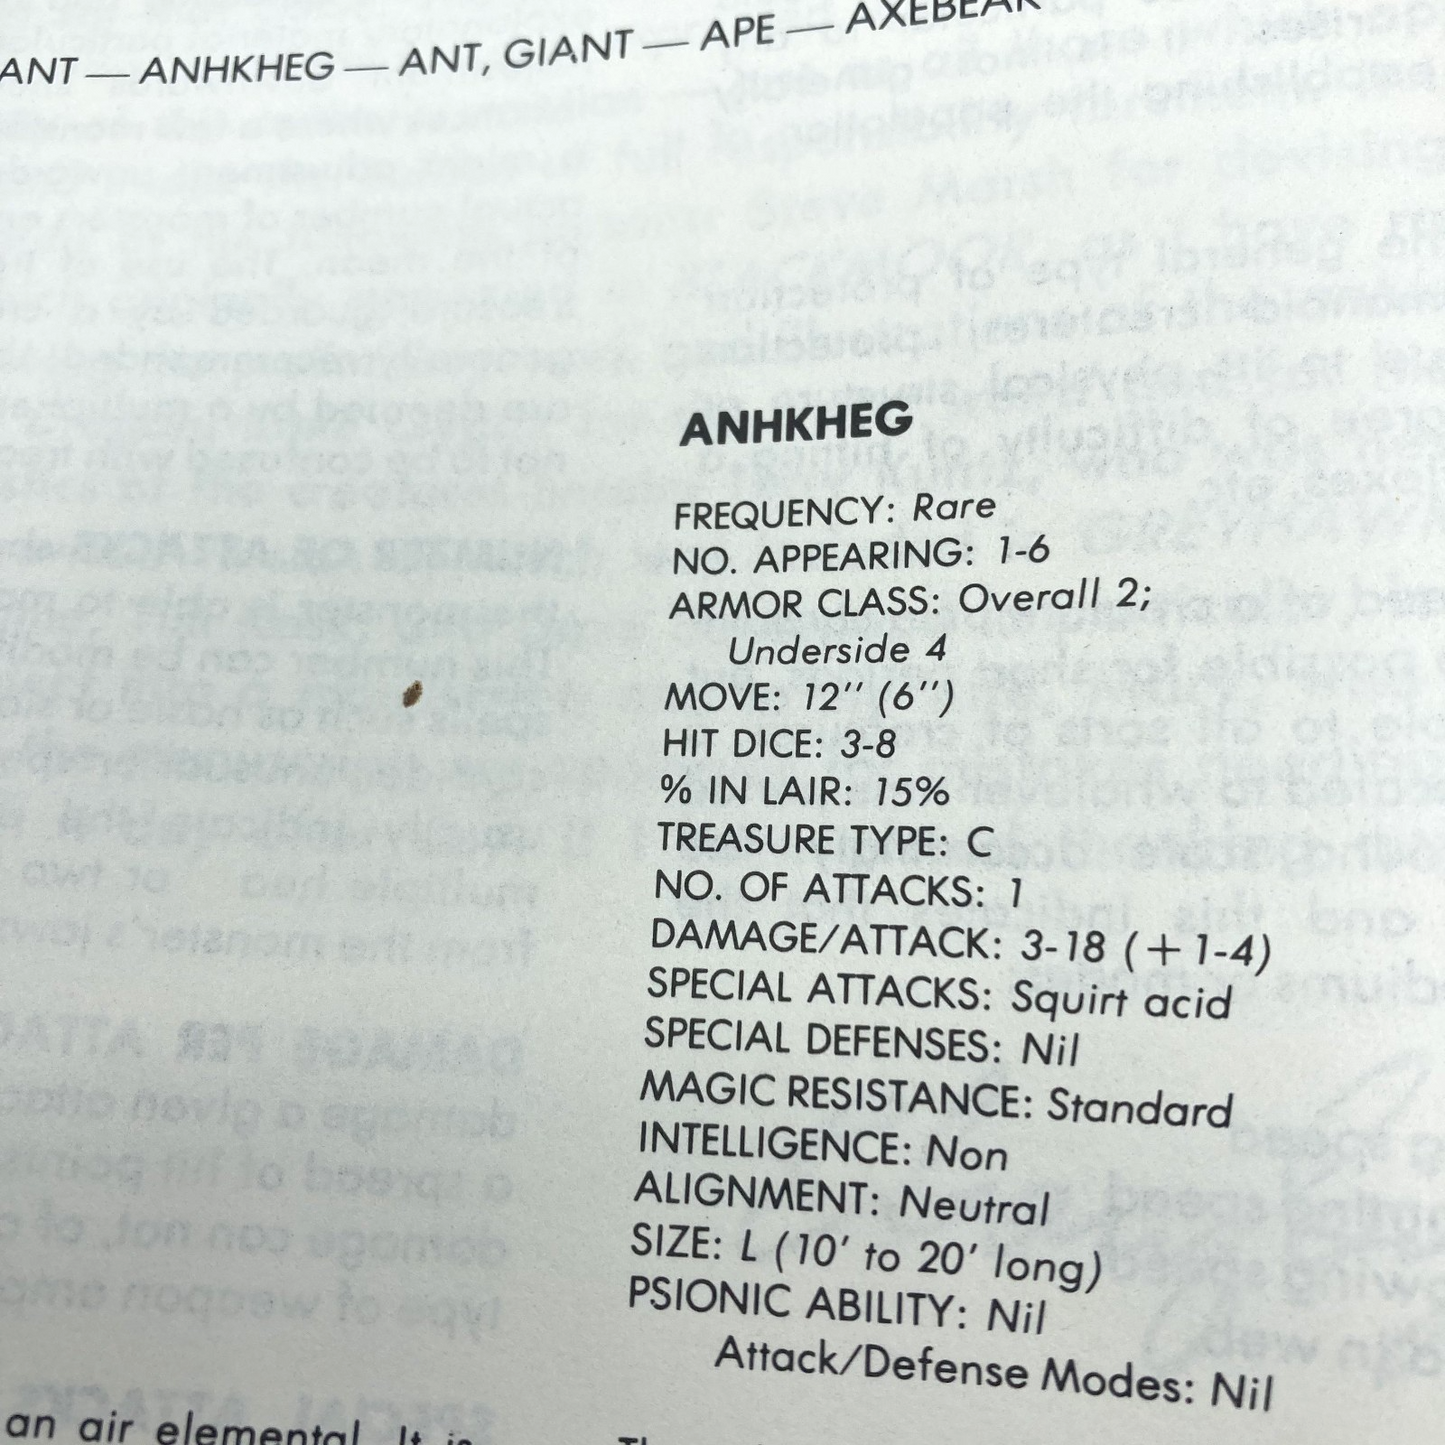 ANT — ANHKHEG — ANT, GIANT — APE — AXEBEAK
ANHKHEG
FREQUENCY: Rare
NO. APPEARING: 1-6
ARMOR CLASS: Overall 2;
Underside 4
MOVE: 12″ (6″)
HIT DICE: 3-8
% IN LAIR: 15%
TREASURE TYPE: C
NO. OF ATTACKS: 1
DAMAGE/ATTACK: 3-18 (+1-4)
SPECIAL ATTACKS: Squirt acid
SPECIAL DEFENSES: Nil
MAGIC RESISTANCE: Standard
INTELLIGENCE: Non
ALIGNMENT: Neutral
SIZE: L (10′ to 20′ long)
PSIONIC ABILITY: Nil
Attack/Defense Modes: Nil
an air elemental. It is